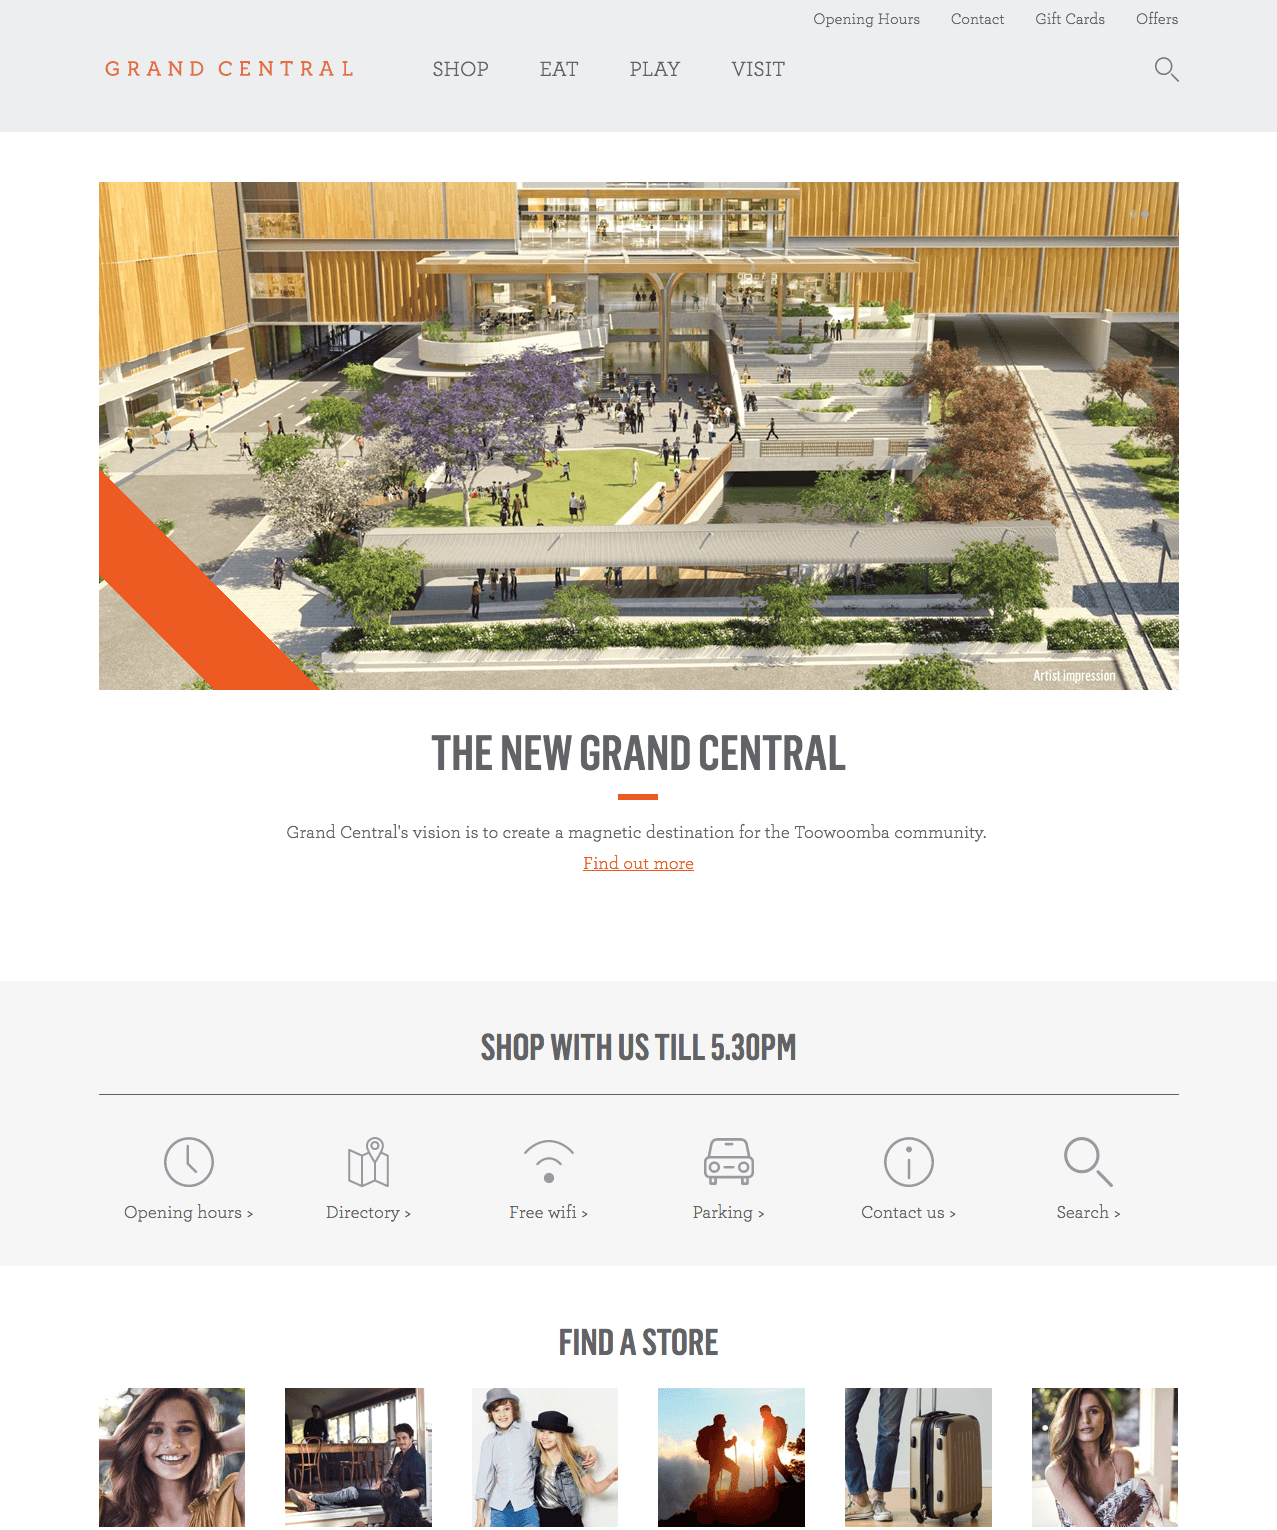 Opening Hours Contact Gift Cards Offers
GRAND CENTRAL SHOP EAT PLAY VISIT
Artist impression
THE NEW GRAND CENTRAL
Grand Central's vision is to create a magnetic destination for the Toowoomba community.
Find out more
SHOP WITH US TILL 5.30PM
Opening hours > Directory > Free wifi > Parking > Contact us > Search >
FIND A STORE